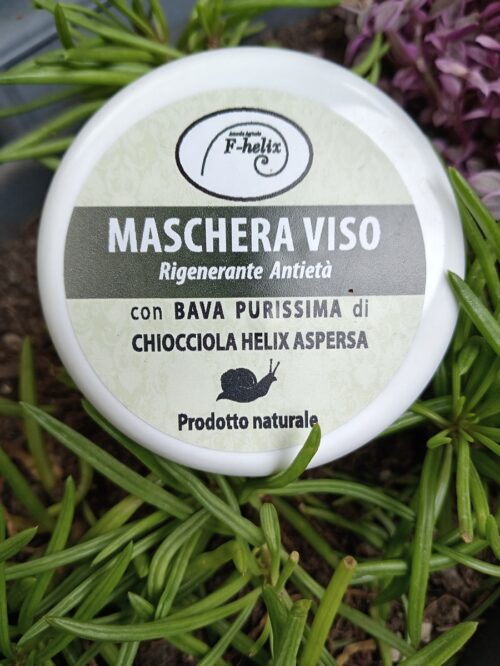 Azienda Agricola
F-helix
MASCHERA VISO
Rigenerante Antietà
con BAVA PURISSIMA di
CHIOCCIOLA HELIX ASPERSA
Prodotto naturale